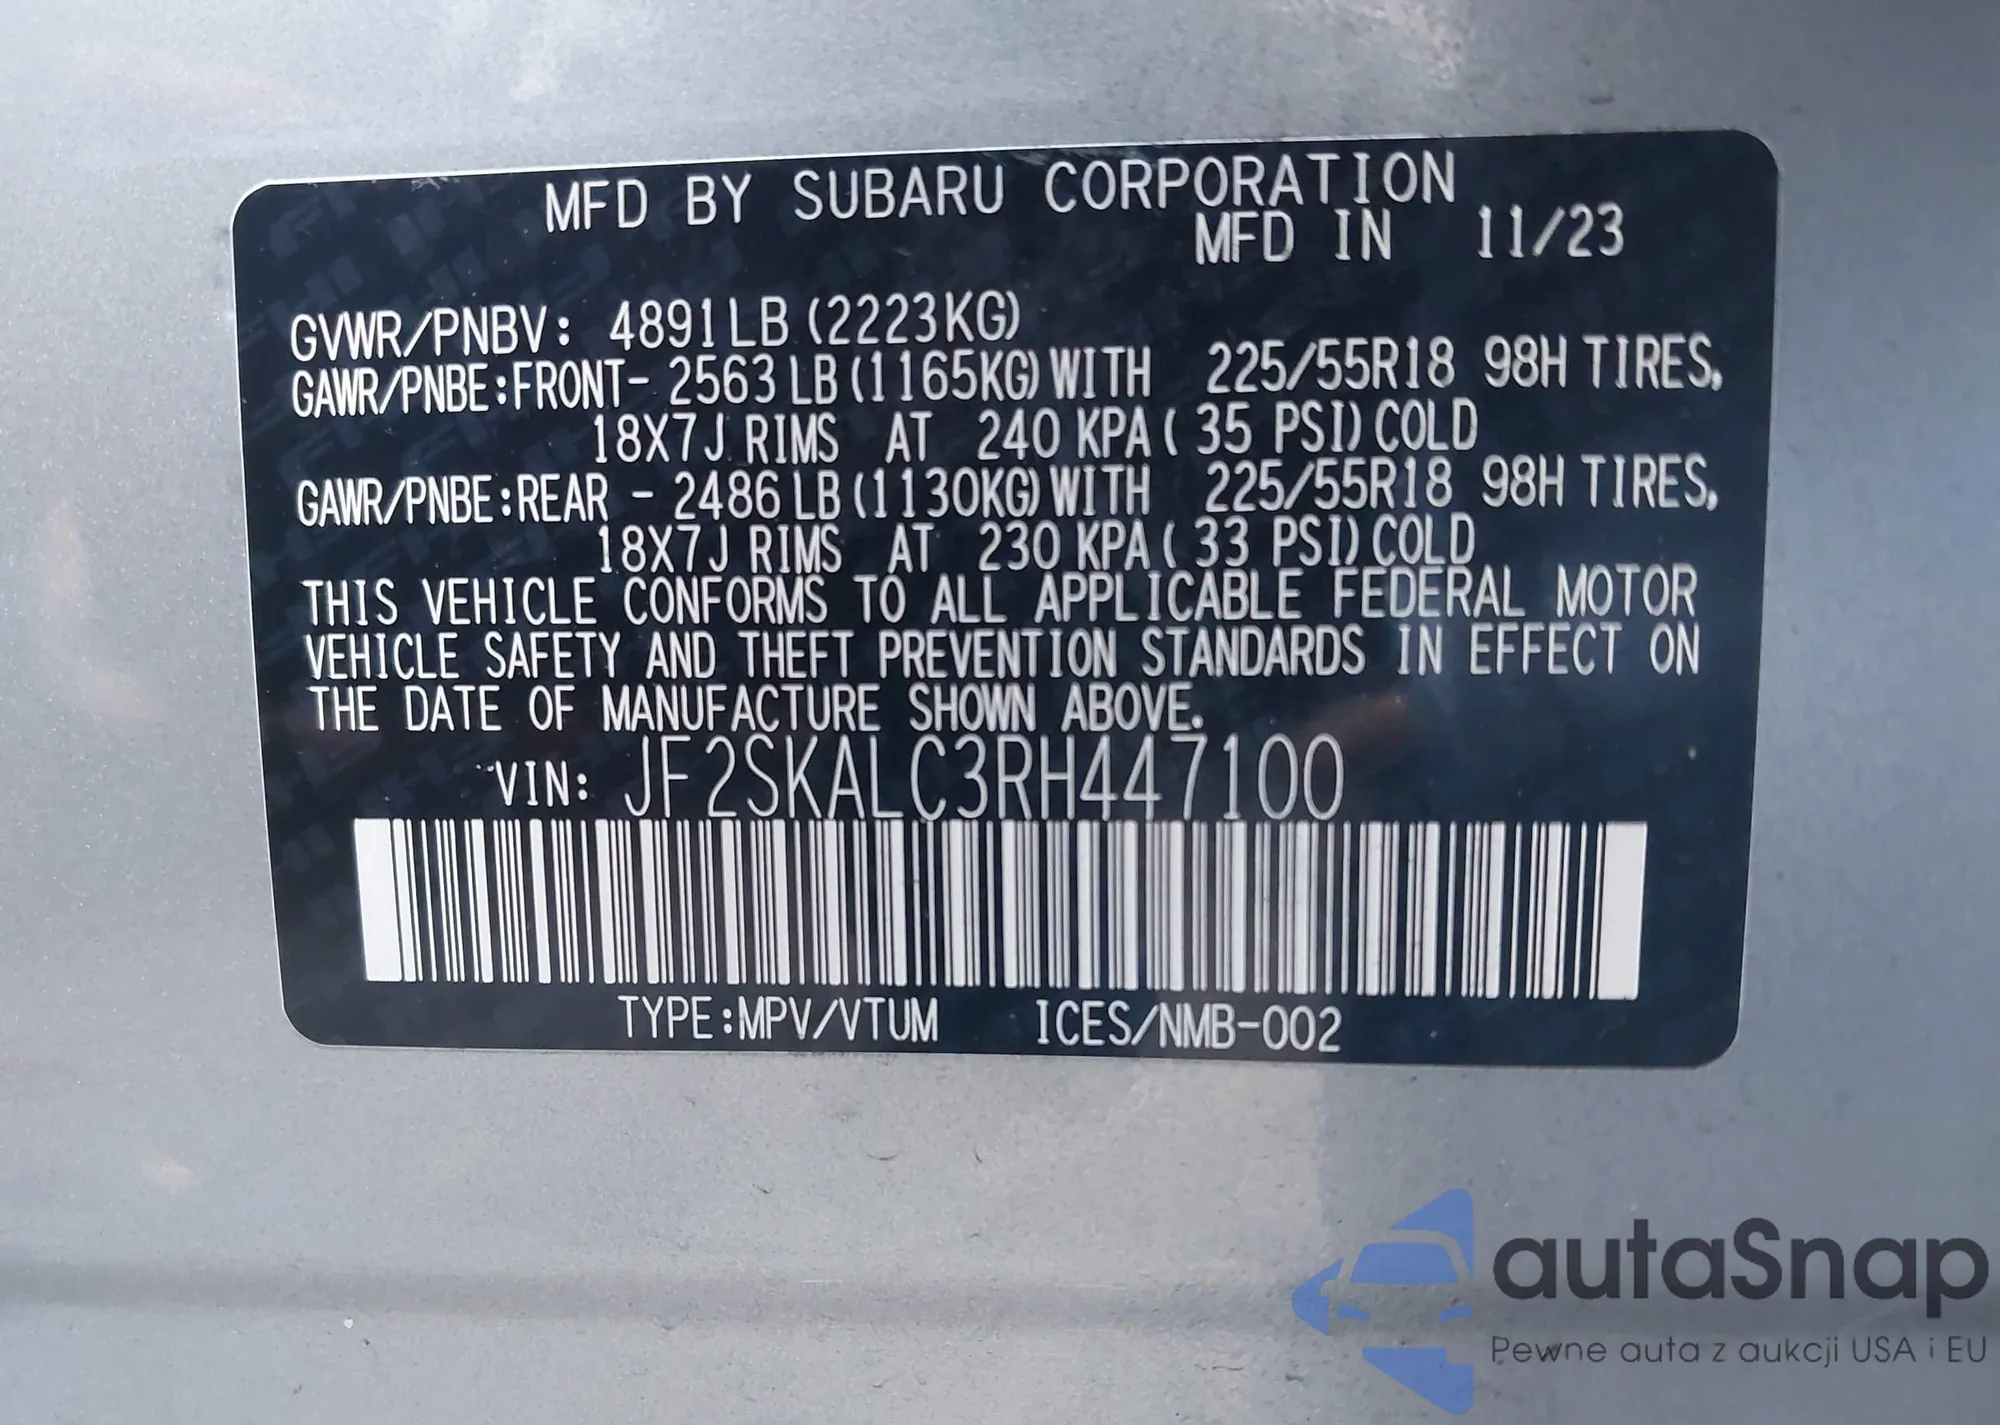 MFD BY SUBARU CORPORATION
MFD IN 11/23
GVWR/PNBV: 4891LB (2223KG)
GAWR/PNBE:FRONT- 2563 LB (1165KG) WITH 225/55R18 98H TIRES,
18X7J RIMS AT 240 KPA ( 35 PSI) COLD
GAWR/PNBE:REAR - 2486 LB (1130KG) WITH 225/55R18 98H TIRES,
18X7J RIMS AT 230 KPA ( 33 PSI) COLD
THIS VEHICLE CONFORMS TO ALL APPLICABLE FEDERAL MOTOR
VEHICLE SAFETY AND THEFT PREVENTION STANDARDS IN EFFECT ON
THE DATE OF MANUFACTURE SHOWN ABOVE.
VIN: JF2SKALC3RH447100
TYPE:MPV/VTUM ICES/NMB-002
autaSnap
Pewne auta z aukcji USA i EU